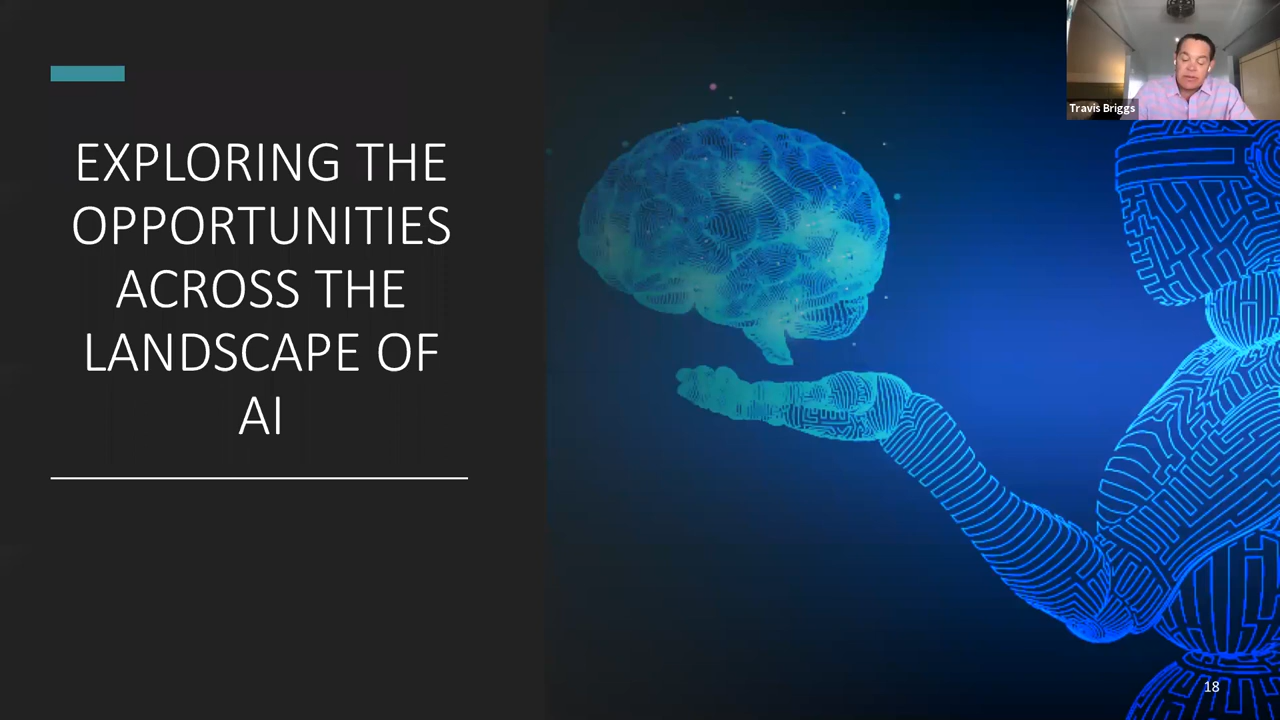 EXPLORING THE
OPPORTUNITIES
ACROSS THE
LANDSCAPE OF
AI
Travis Briggs
18